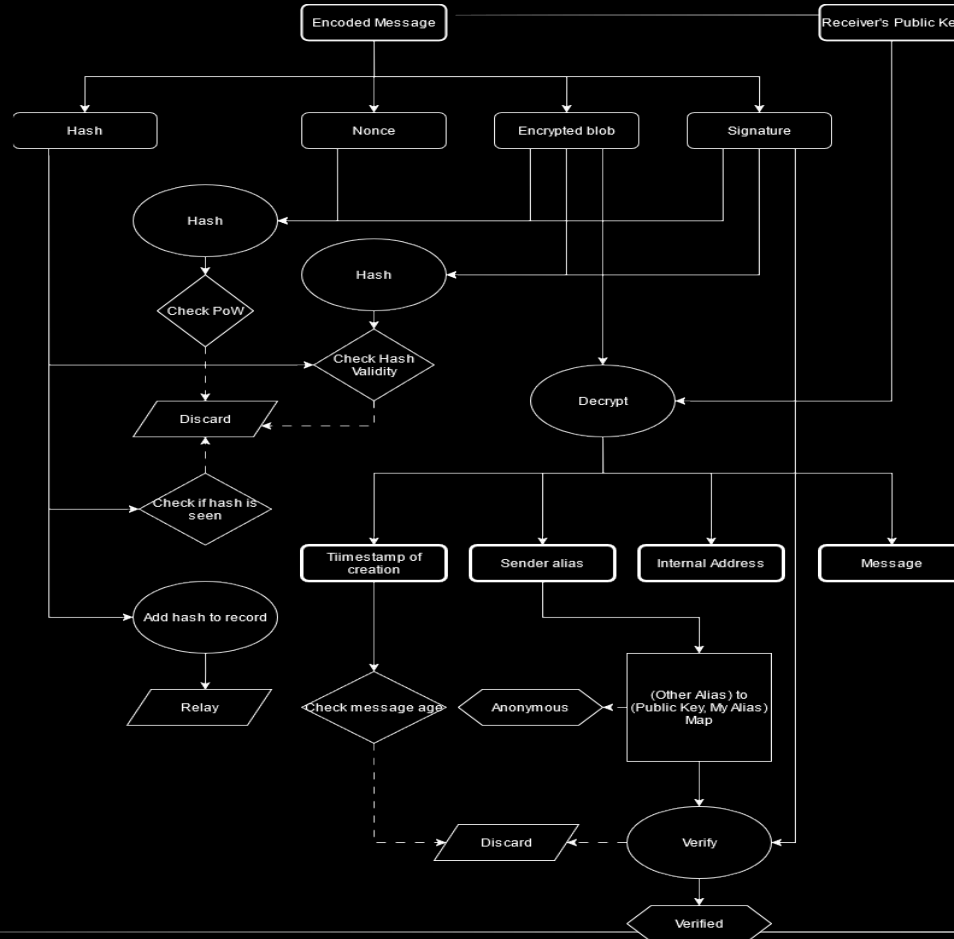 Encoded Message
Receiver's Public Ke
Hash
Nonce
Encrypted blob
Signature
Hash
Hash
Check PoW
Check Hash
Validity
Decrypt
Discard
Check if hash is
seen
Tiimestamp of
creation
Sender alias
Internal Address
Message
Add hash to record
(Other Alias) to
(Public Key, My Alias)
Map
Relay
Check message age
Anonymous
Discard
Verify
Verified